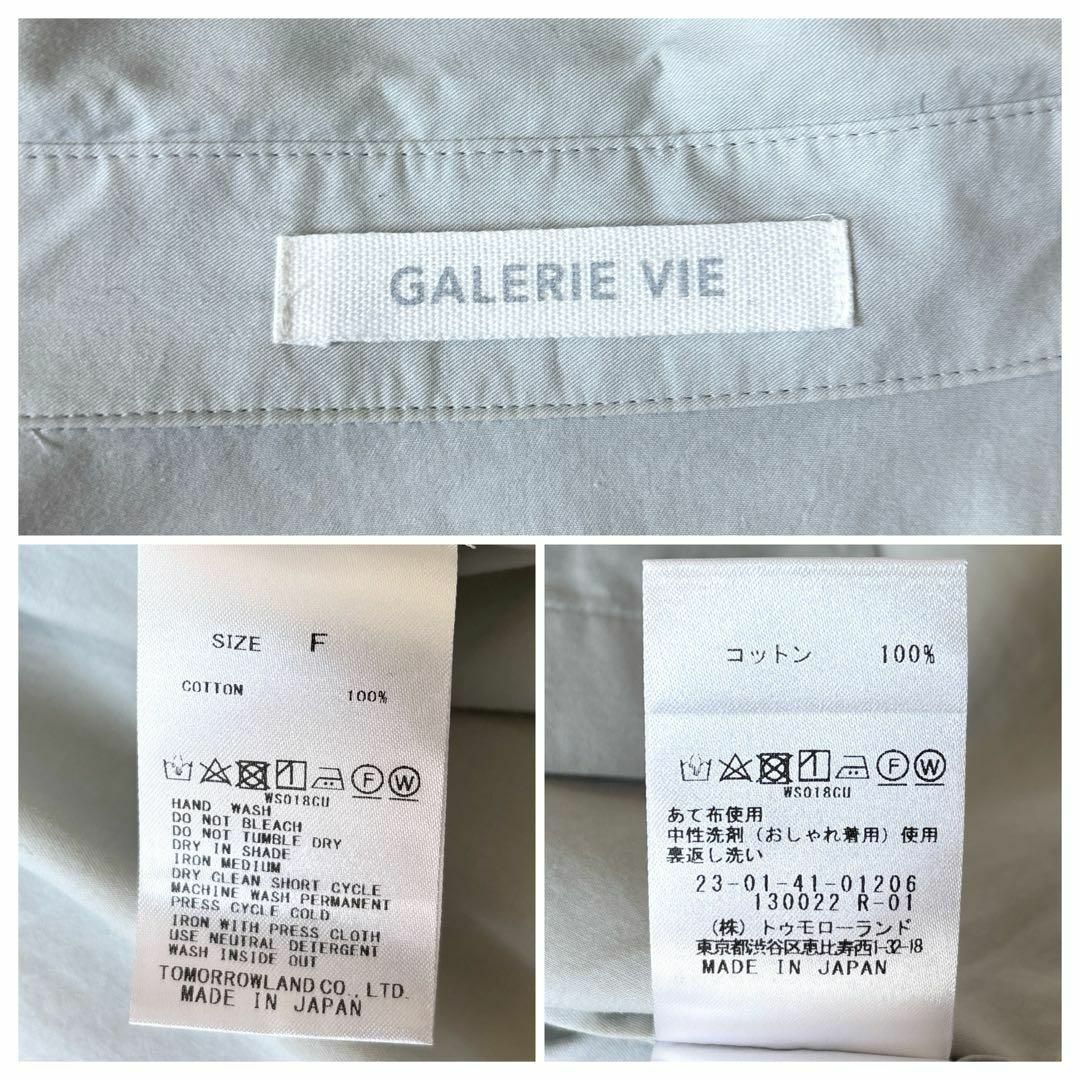 GALERIE VIE
SIZE F
COTTON 100%
F W
WS018GU
HAND WASH
DO NOT BLEACH
DO NOT TUMBLE DRY
DRY IN SHADE
IRON MEDIUM
DRY CLEAN SHORT CYCLE
MACHINE WASH PERMANENT
PRESS CYCLE COLD
IRON WITH PRESS CLOTH
USE NEUTRAL DETERGENT
WASH INSIDE OUT
TOMORROWLAND CO., LTD.
MADE IN JAPAN
コットン 100%
F W
WS018GU
あて布使用
中性洗剤（おしゃれ着用）使用
裏返し洗い
23-01-41-01206
130022 R-01
（株）トゥモローランド
東京都渋谷区恵比寿西1-32-18
MADE IN JAPAN